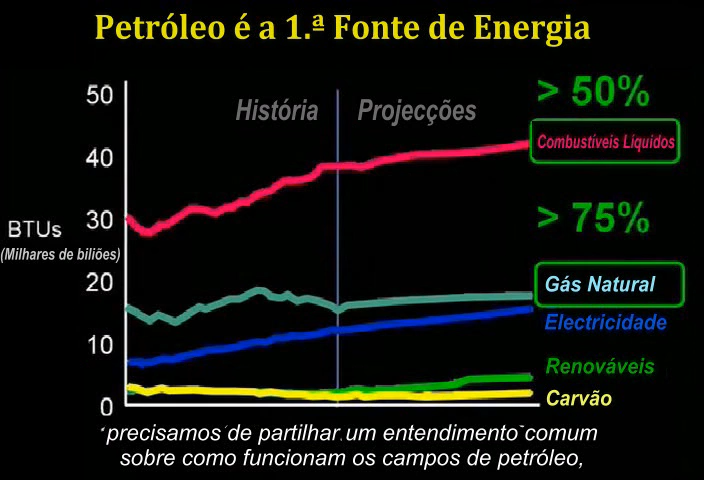 Petróleo é a 1.ª Fonte de Energia
50
História
Projecções
> 50%
Combustíveis Líquidos
40
30
> 75%
BTUs
(Milhares de biliões)
20
Gás Natural
Electricidade
10
Renováveis
Carvão
0
precisamos de partilhar um entendimento comum
sobre como funcionam os campos de petróleo,